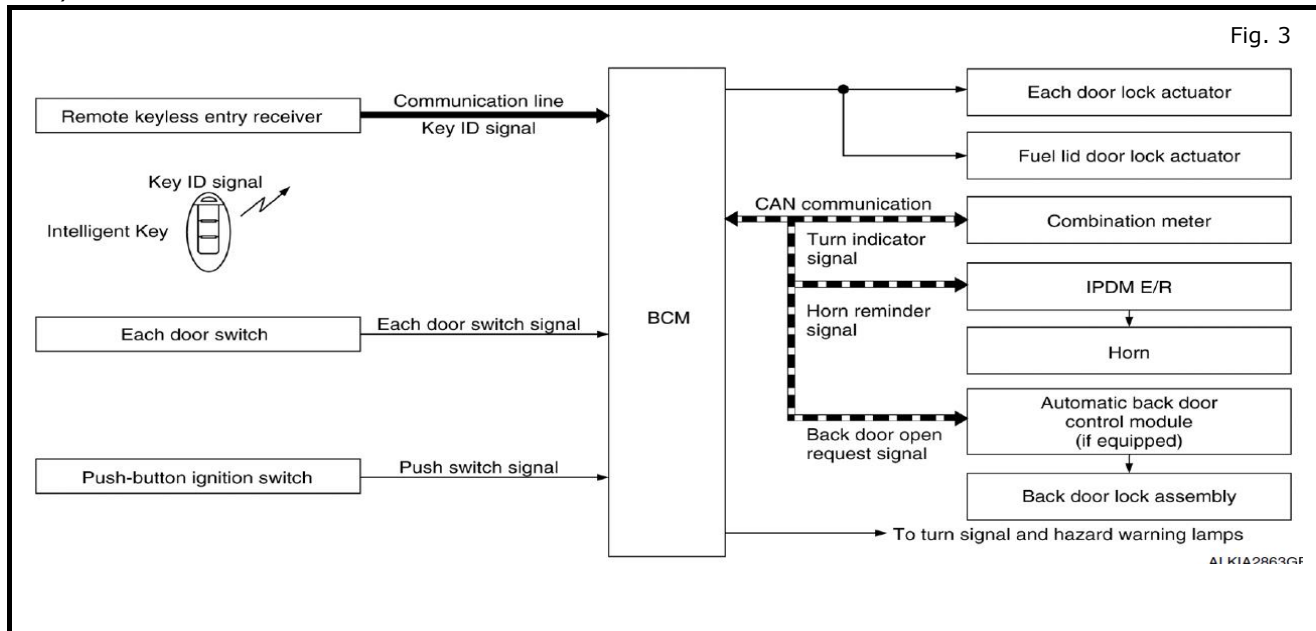 Fig. 3
Remote keyless entry receiver
Communication line
Key ID signal
Key ID signal
Intelligent Key
Each door switch
Each door switch signal
Push-button ignition switch
Push switch signal
BCM
Each door lock actuator
Fuel lid door lock actuator
CAN communication
Combination meter
Turn indicator
signal
IPDM E/R
Horn reminder
signal
Horn
Automatic back door
control module
(if equipped)
Back door open
request signal
Back door lock assembly
To turn signal and hazard warning lamps